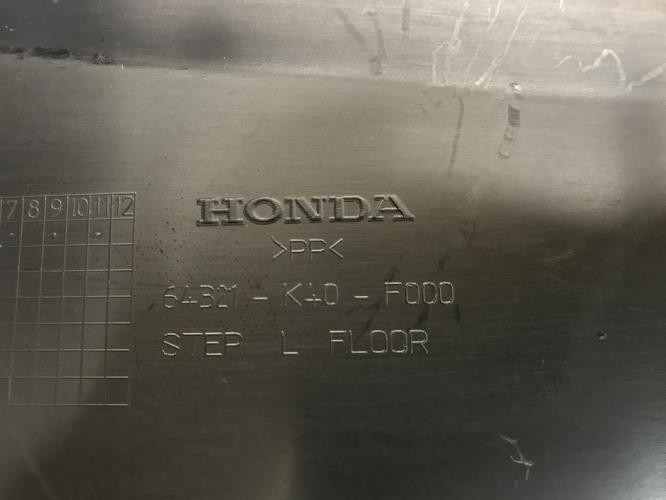 7 8 9 10 11 12
HONDA
>PP<
64321 - K40 - F000
STEP L FLOOR